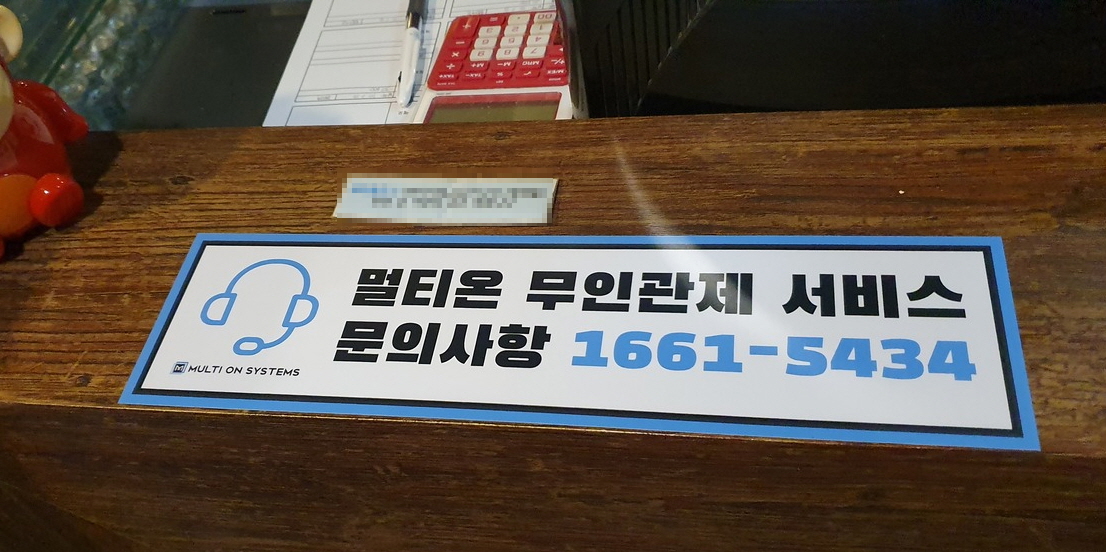 멀티온 무인관제 서비스
문의사항 1661-5434
MULTI ON SYSTEMS